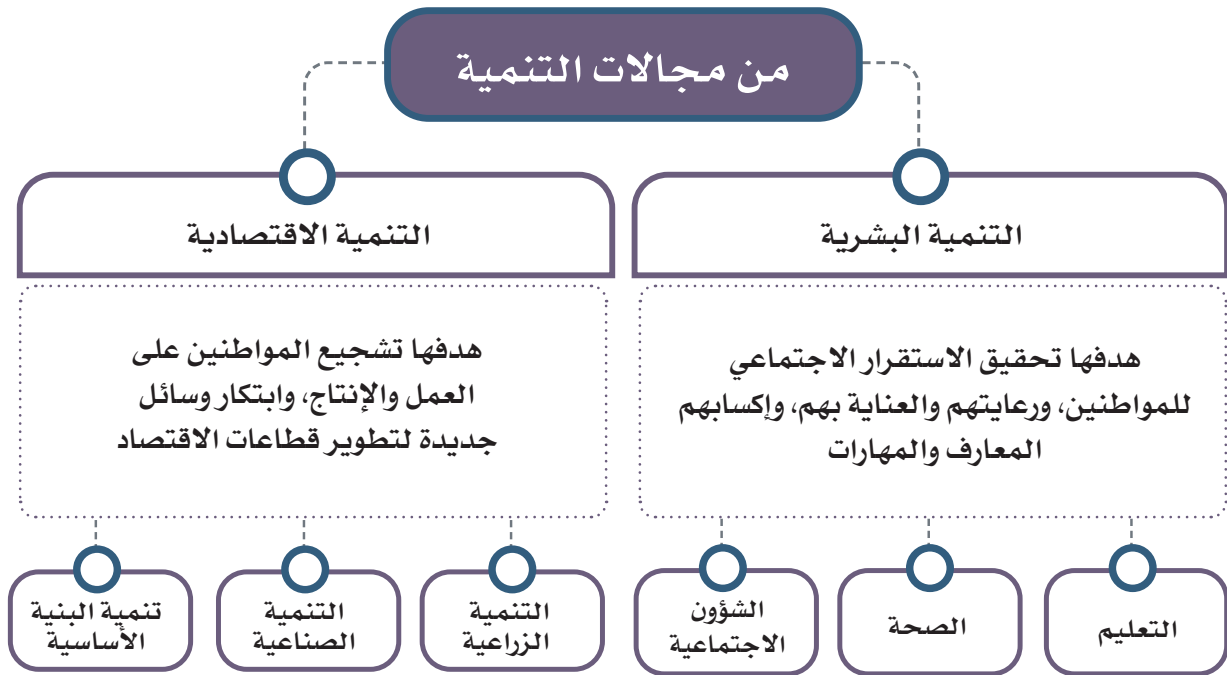 من مجالات التنمية
التنمية البشرية
هدفها تحقيق الاستقرار الاجتماعي
للمواطنين، ورعايتهم والعناية بهم، وإكسابهم
المعارف والمهارات
التعليم
الصحة
الشؤون
الاجتماعية
التنمية الاقتصادية
هدفها تشجيع المواطنين على
العمل والإنتاج، وابتكار وسائل
جديدة لتطوير قطاعات الاقتصاد
التنمية
الزراعية
التنمية
الصناعية
تنمية البنية
الأساسية